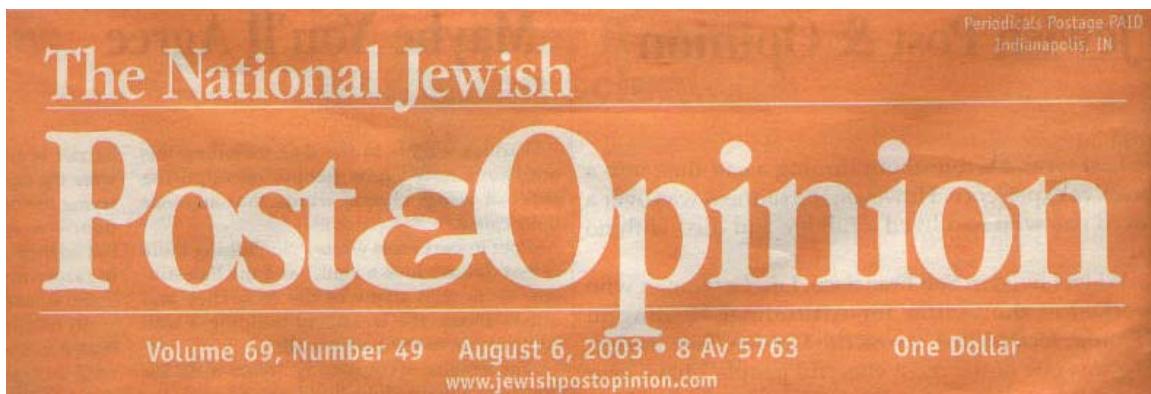 Periodicals Postage PAID
Indianapolis, IN
The National Jewish
Post & Opinion
Volume 69, Number 49 August 6, 2003 • 8 Av 5763 One Dollar
www.jewishpostopinion.com